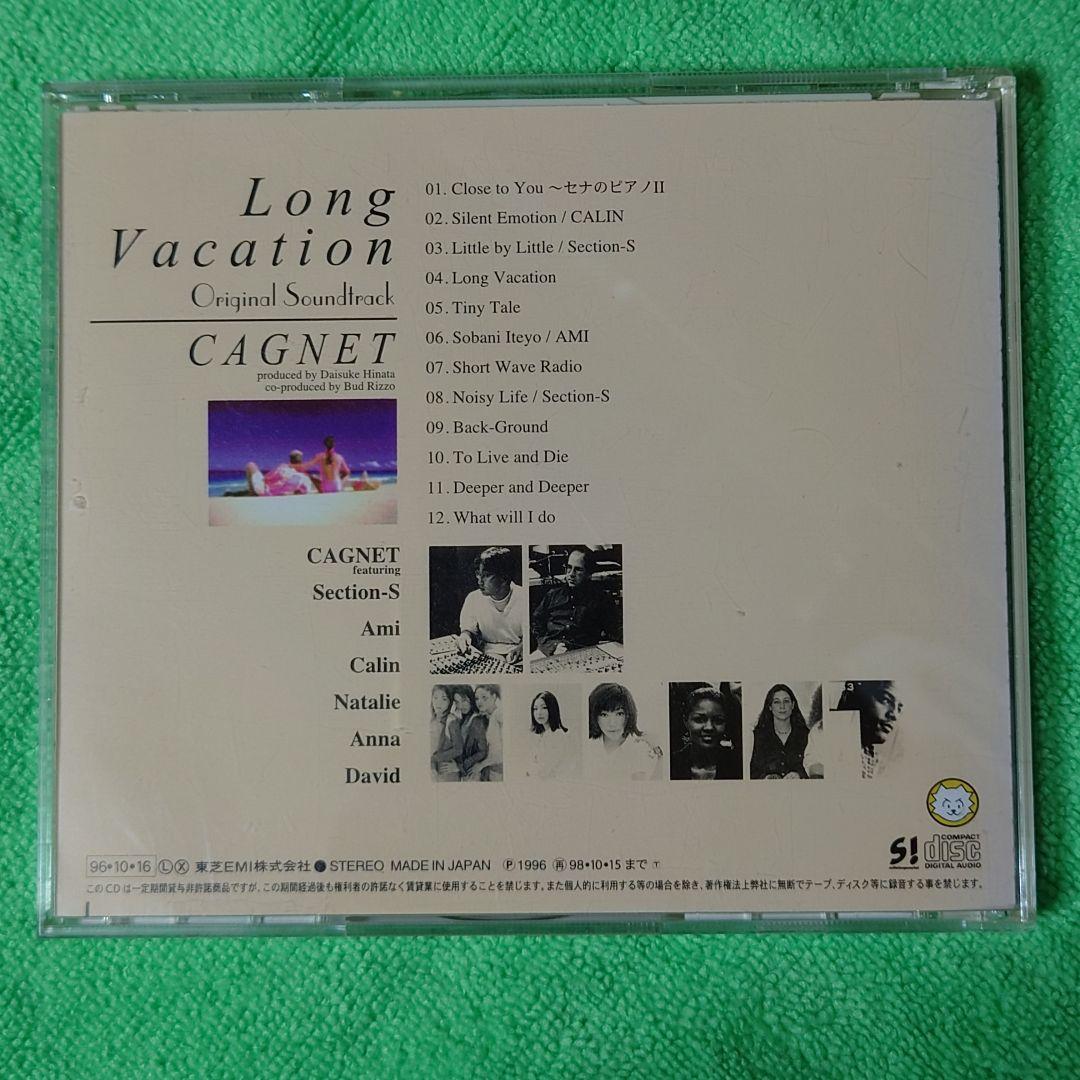 Long
Vacation
Original Soundtrack
CAGNET
produced by Daisuke Hinata
co-produced by Bud Rizzo
01. Close to You 〜セナのピアノII
02. Silent Emotion / CALIN
03. Little by Little / Section-S
04. Long Vacation
05. Tiny Tale
06. Sobani Iteyo / AMI
07. Short Wave Radio
08. Noisy Life / Section-S
09. Back-Ground
10. To Live and Die
11. Deeper and Deeper
12. What will I do
CAGNET
featuring
Section-S
Ami
Calin
Natalie
Anna
David
3
S!
COMPACT
disc
DIGITAL AUDIO
96•10•16 Ⓛ Ⓧ 東芝EMI株式会社 STEREO MADE IN JAPAN Ⓟ 1996 ㊢ 98•10•15 まで
このCDは一定期間貸与非許諾商品ですが、この期間経過後も権利者の許諾なく賃貸業に使用することを禁じます。また個人的に利用する等の場合を除き、著作権法上弊社に無断でテープ、ディスク等に録音する事を禁じます。